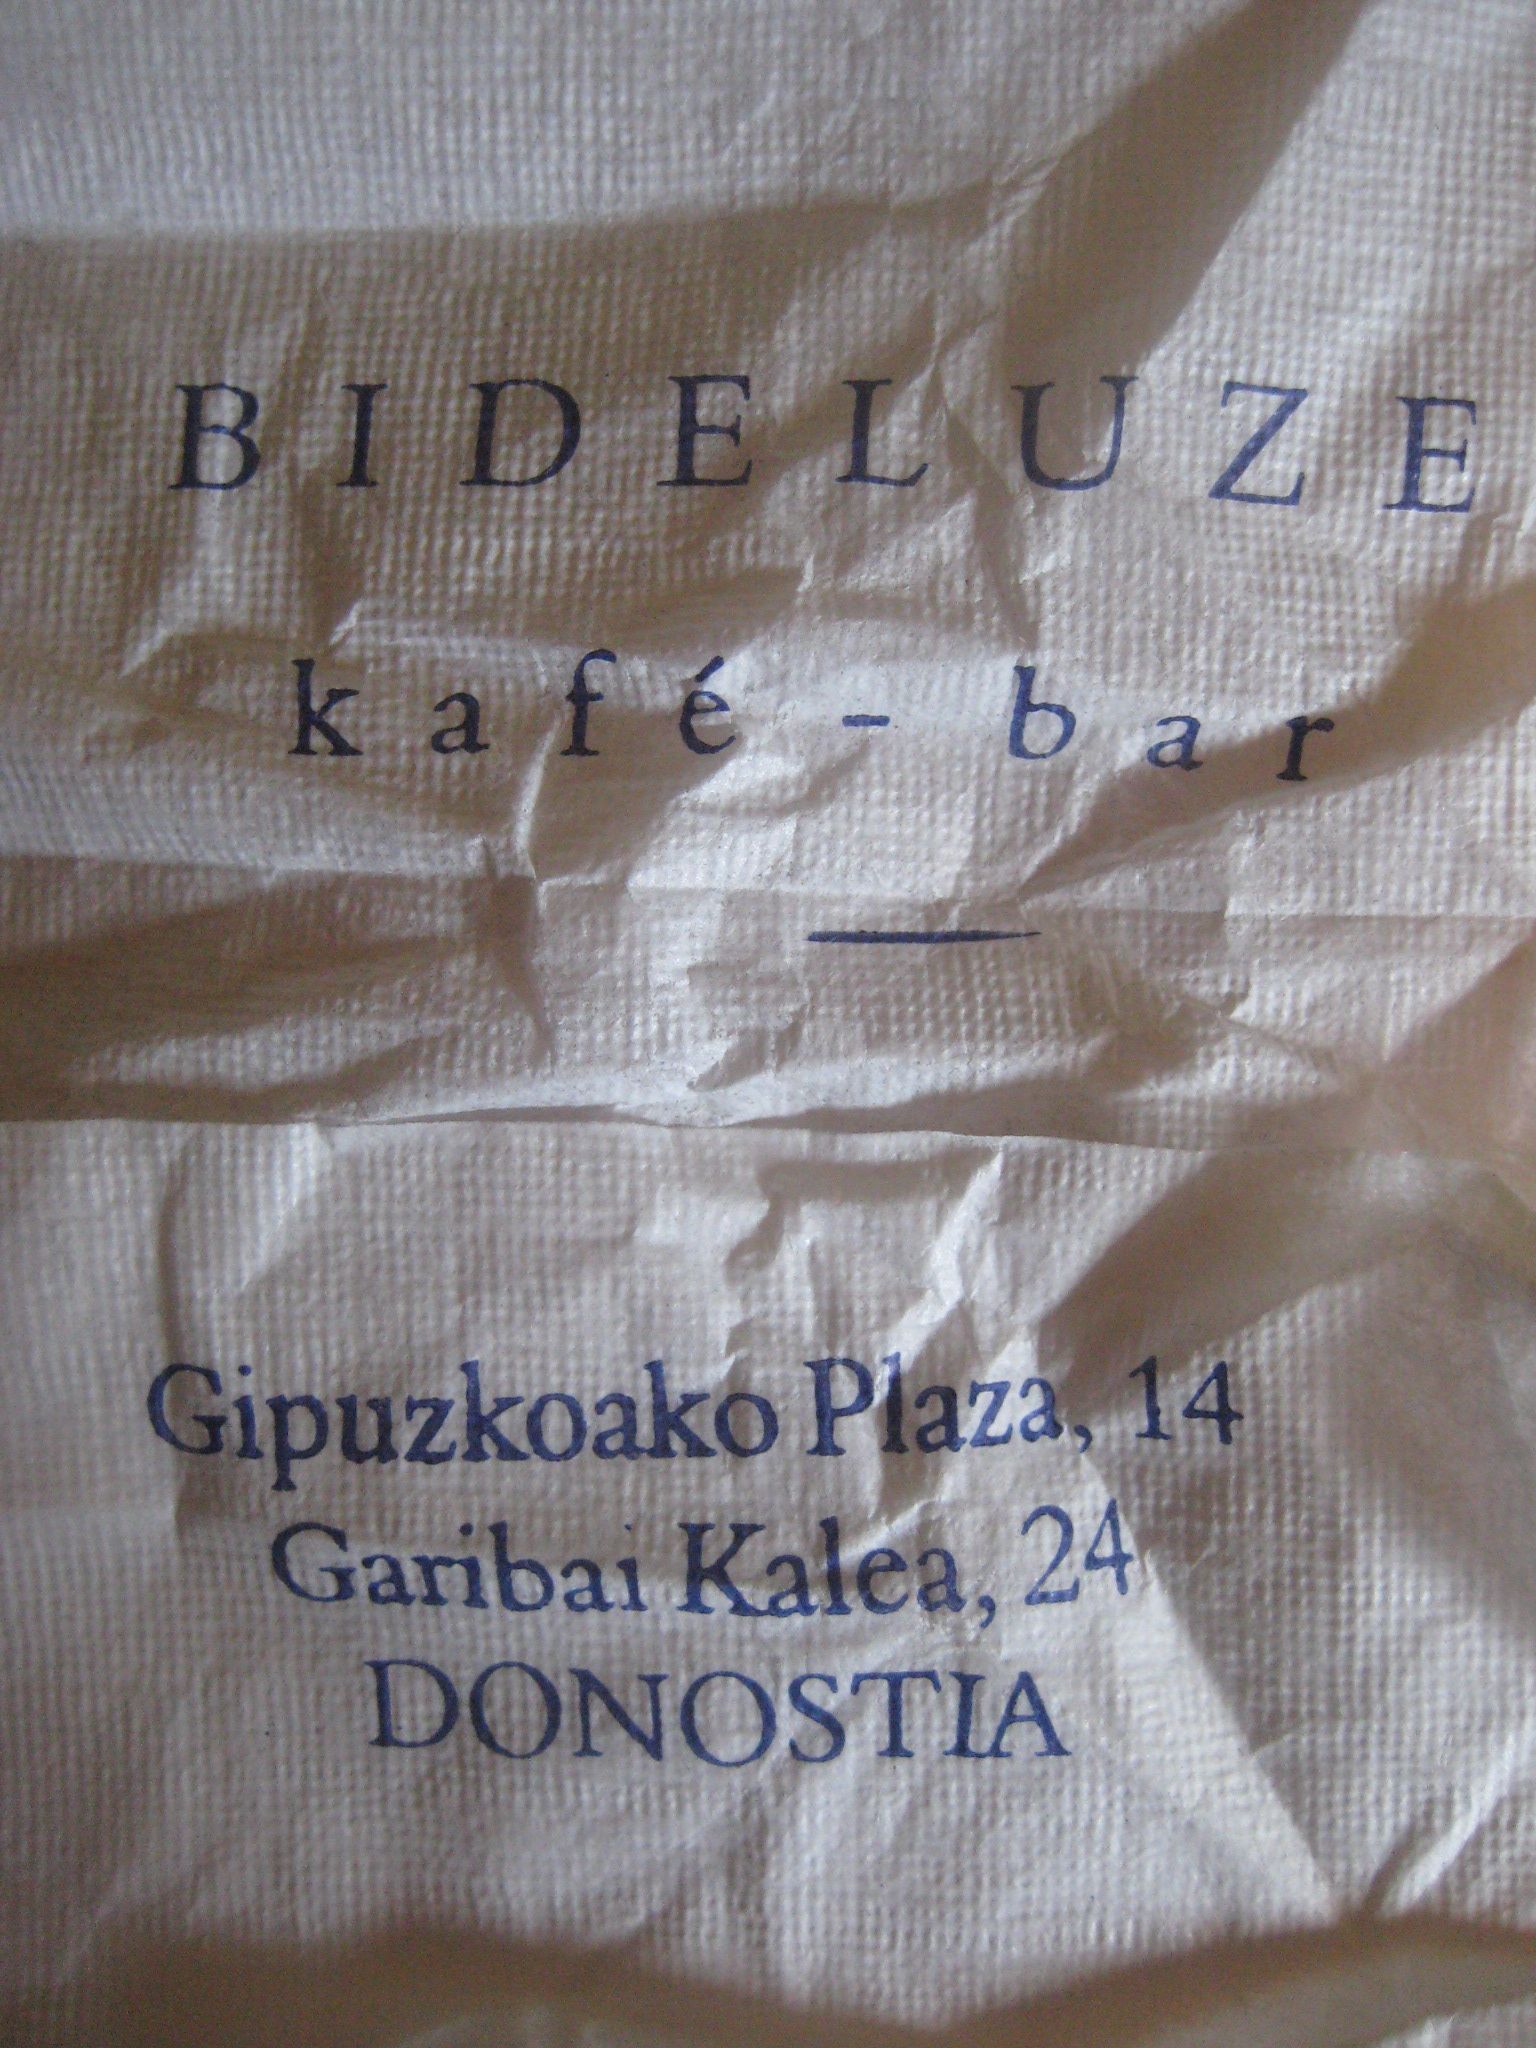 BIDELUZE
kafé - bar
Gipuzkoako Plaza, 14
Garibai Kalea, 24
DONOSTIA